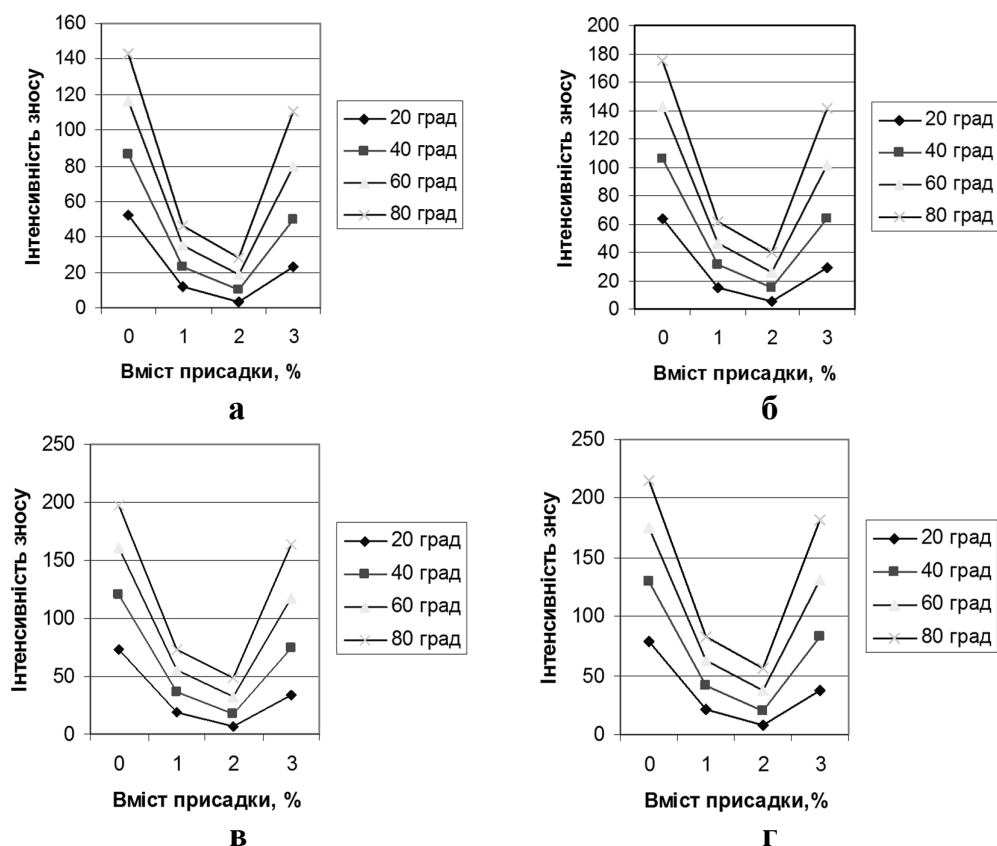 Інтенсивність зносу
160
140
120
100
80
60
40
20
0
0 1 2 3
Вміст присадки, %
20 град
40 град
60 град
80 град
а
Інтенсивність зносу
200
180
160
140
120
100
80
60
40
20
0
0 1 2 3
Вміст присадки, %
20 град
40 град
60 град
80 град
б
Інтенсивність зносу
250
200
150
100
50
0
0 1 2 3
Вміст присадки, %
20 град
40 град
60 град
80 град
в
Інтенсивність знсу
250
200
150
100
50
0
0 1 2 3
Вміст присадки,%
20 град
40 град
60 град
80 град
г